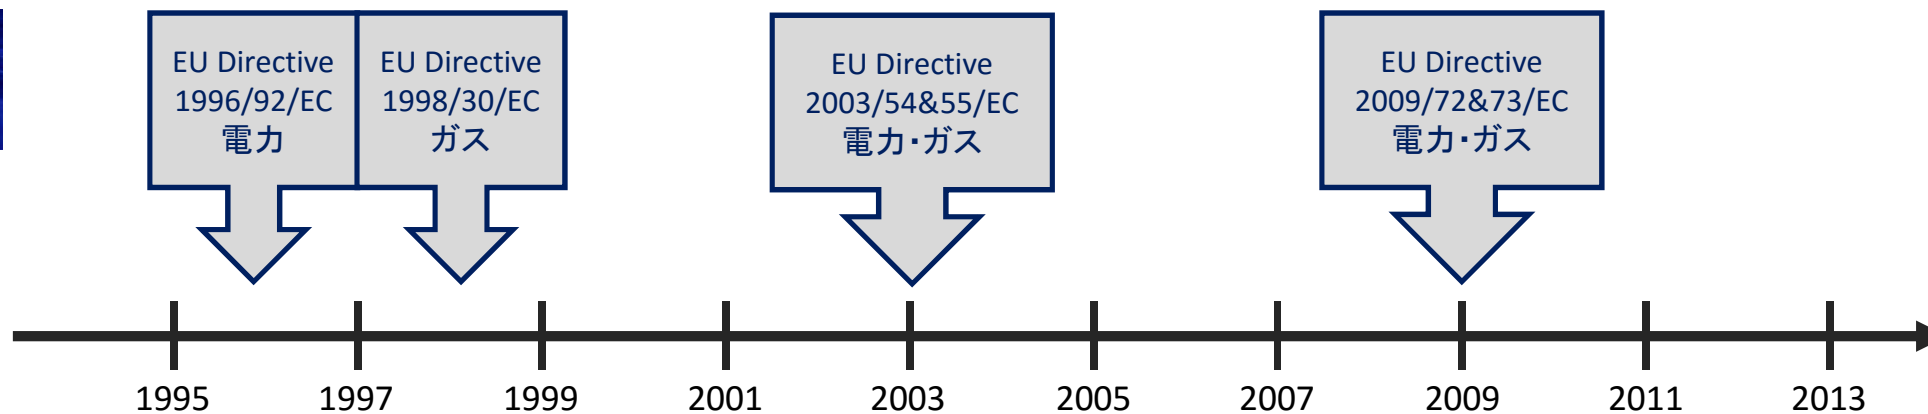 EU Directive
1996/92/EC
電力
EU Directive
1998/30/EC
ガス
EU Directive
2003/54&55/EC
電力・ガス
EU Directive
2009/72&73/EC
電力・ガス
1995
1997
1999
2001
2003
2005
2007
2009
2011
2013